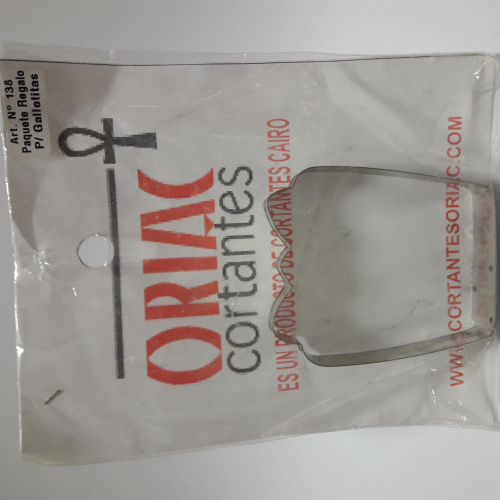 Art. N° 138
Paquete Regalo
P/ Galletitas
ORIAC
cortantes
ES UN PRODUCTO DE CORTANTES CAIRO
WWW.CORTANTESORIAC.COM